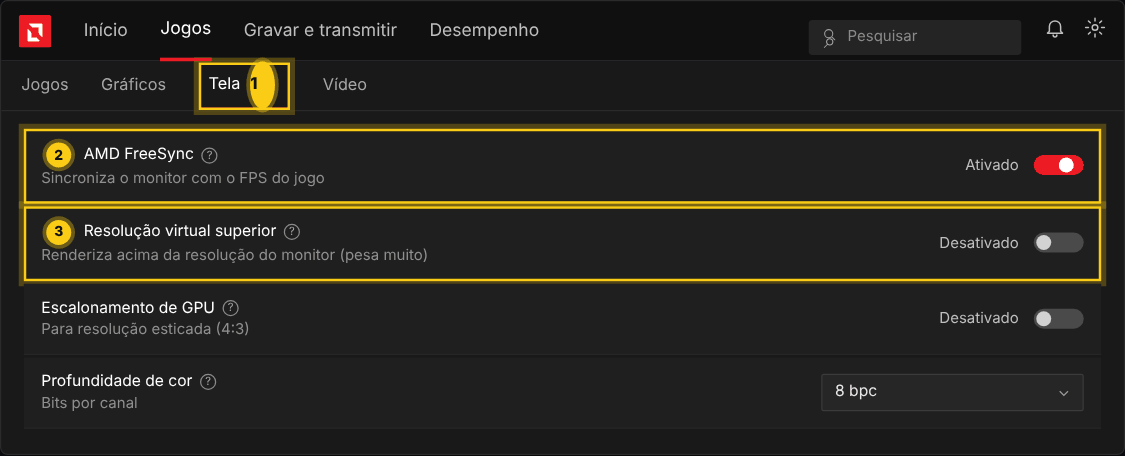 Início Jogos Gravar e transmitir Desempenho Pesquisar
Jogos Gráficos Tela 1 Vídeo
2 AMD FreeSync ? Ativado
Sincroniza o monitor com o FPS do jogo
3 Resolução virtual superior ? Desativado
Renderiza acima da resolução do monitor (pesa muito)
Escalonamento de GPU ? Desativado
Para resolução esticada (4:3)
Profundidade de cor ? 8 bpc
Bits por canal